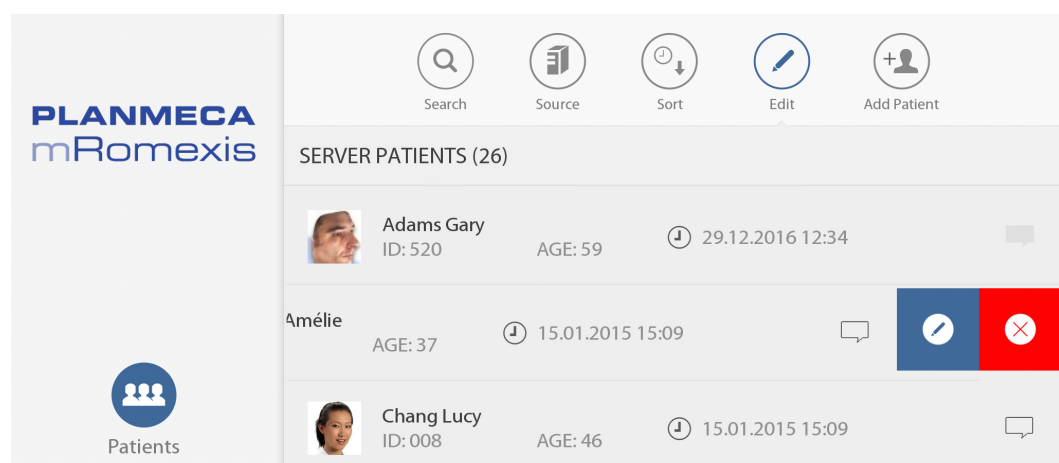 PLANMECA
mRomexis
Patients
Search
Source
Sort
Edit
Add Patient
SERVER PATIENTS (26)
Adams Gary
ID: 520
AGE: 59
29.12.2016 12:34
Amélie
AGE: 37
15.01.2015 15:09
Chang Lucy
ID: 008
AGE: 46
15.01.2015 15:09